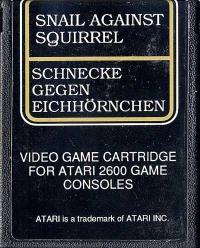 SNAIL AGAINST
SQUIRREL
SCHNECKE
GEGEN
EICHHÖRNCHEN
VIDEO GAME CARTRIDGE
FOR ATARI 2600 GAME
CONSOLES
ATARI is a trademark of ATARI INC.